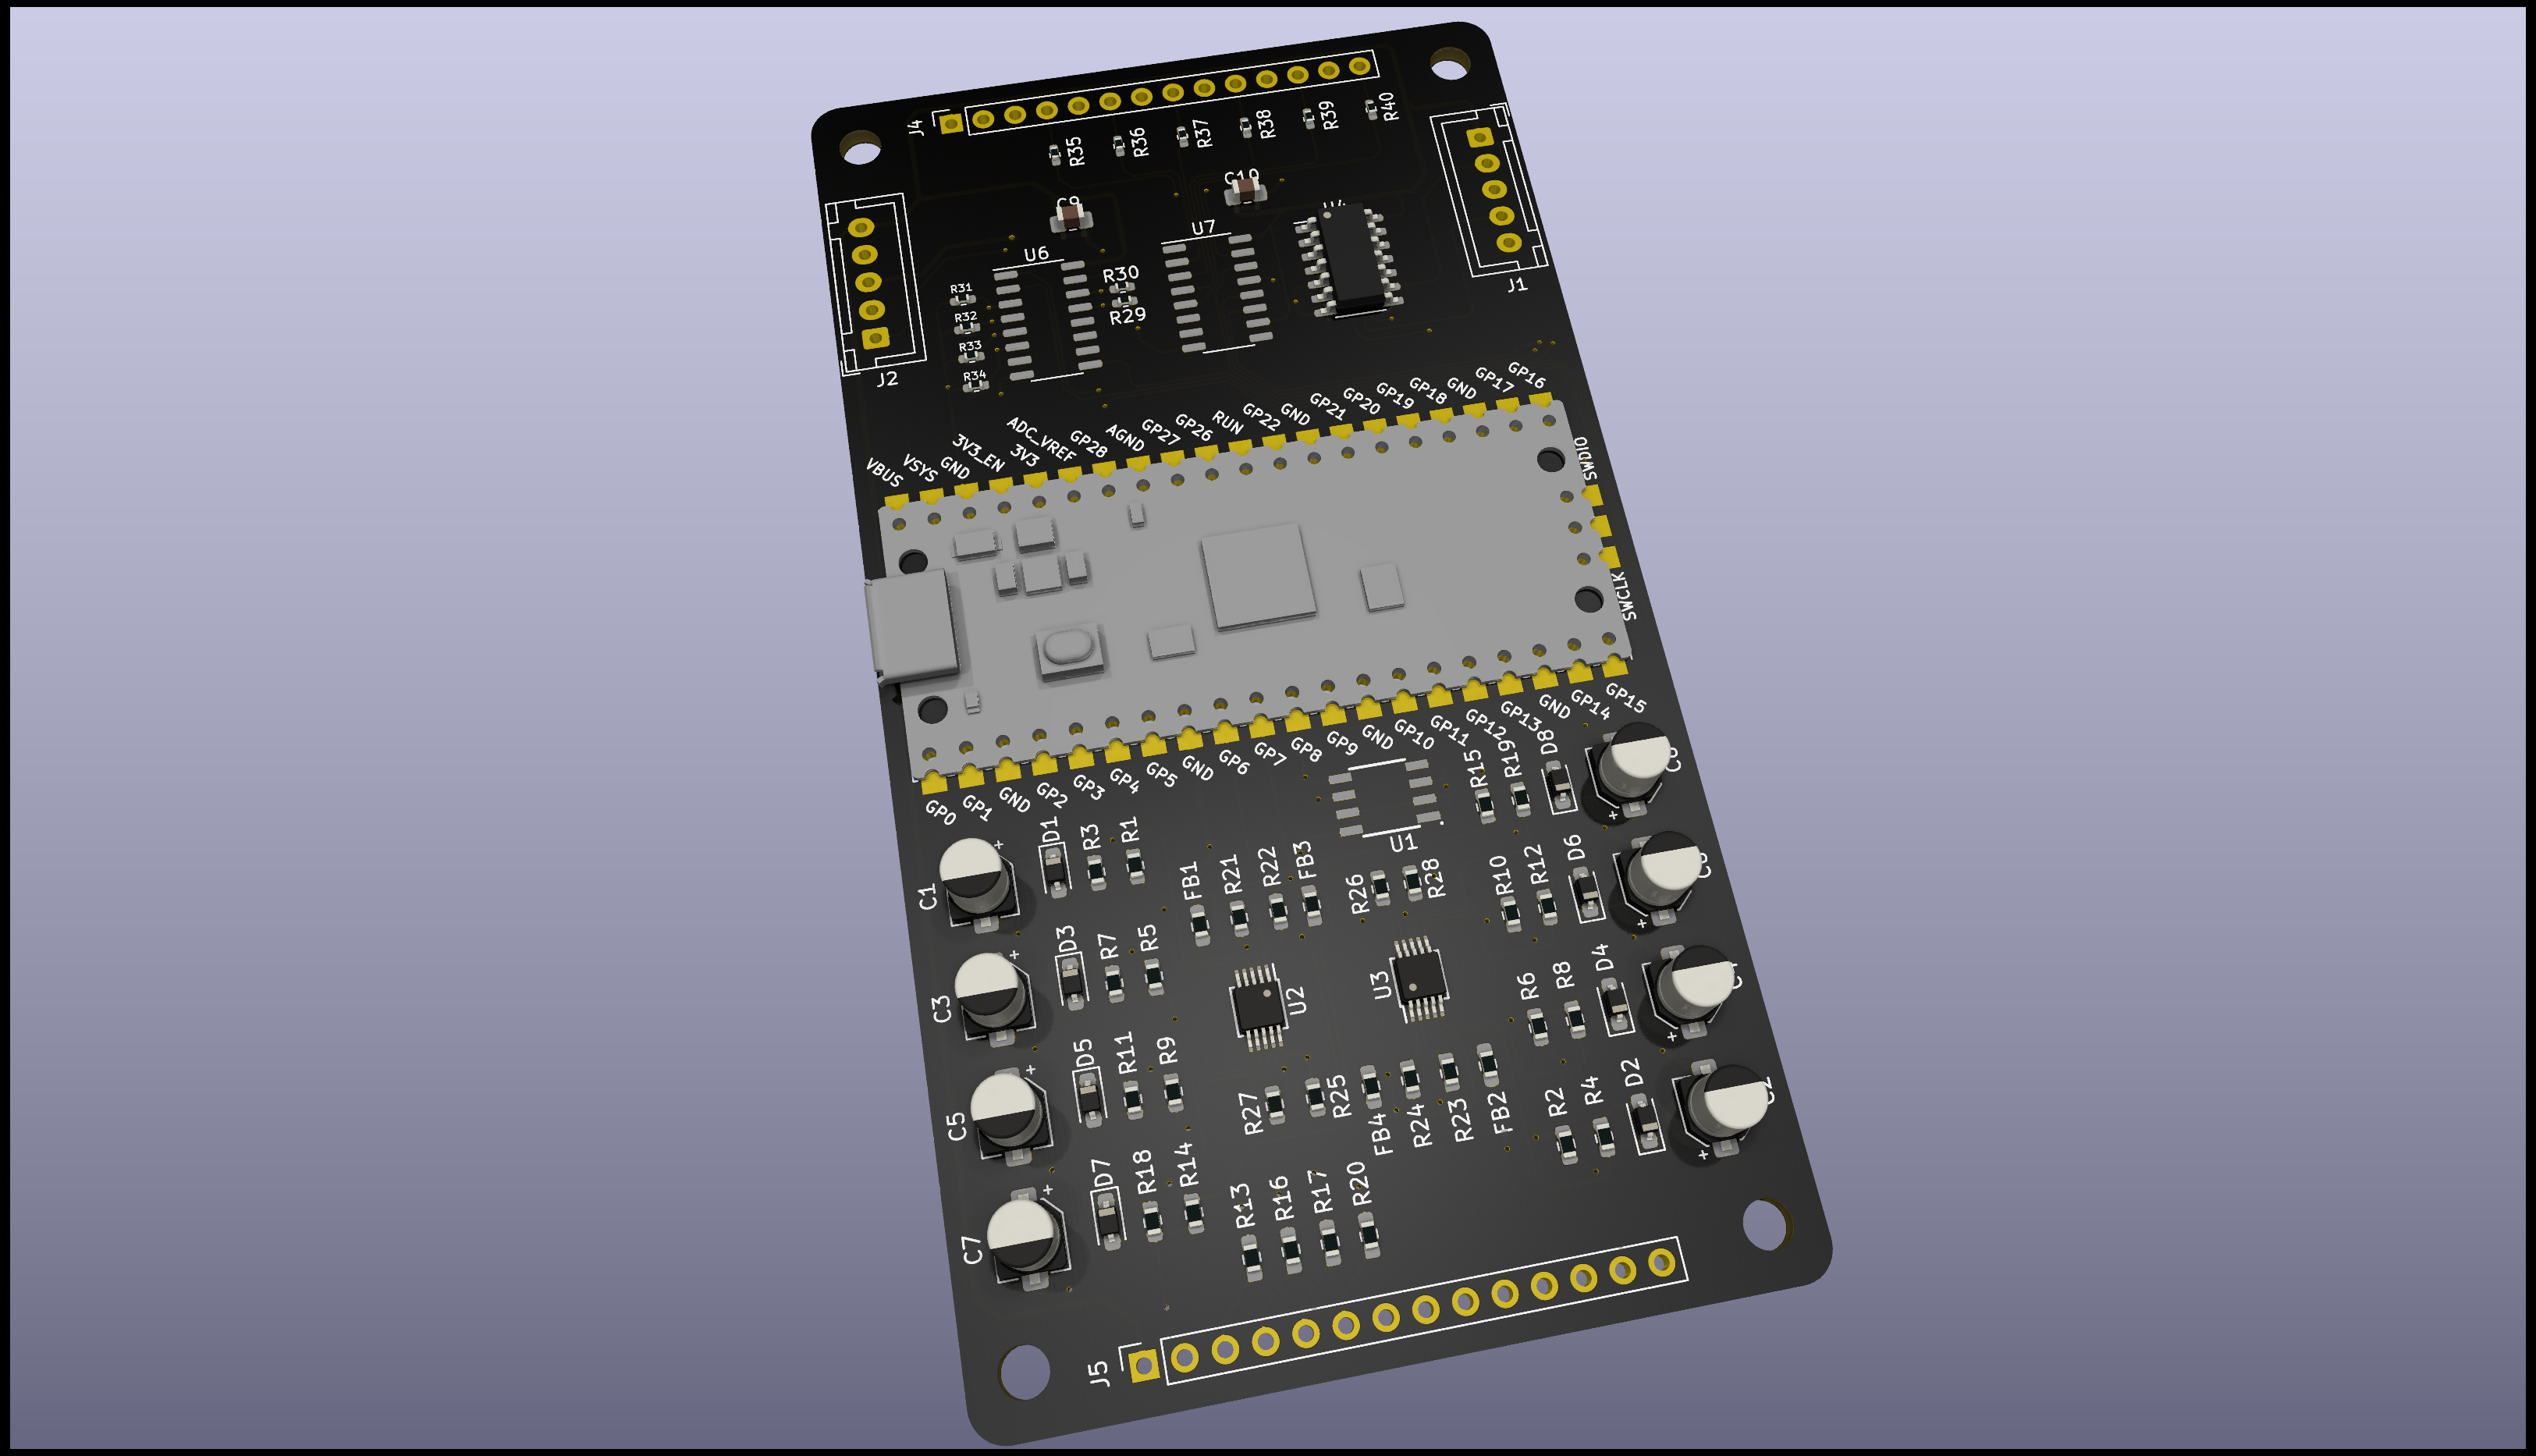 J4
R35
R36
R37
R38
R39
R40
C9
C10
U6
U7
U4
J1
R31
R32
R33
R34
R30
R29
J2
VBUS
VSYS
GND
3V3_EN
3V3
ADC_VREF
GP28
AGND
GP27
GP26
RUN
GP22
GND
GP21
GP20
GP19
GP18
GND
GP17
GP16
SWDIO
SWCLK
GP0
GP1
GND
GP2
GP3
GP4
GP5
GND
GP6
GP7
GP8
GP9
GND
GP10
GP11
GP12
GP13
GND
GP14
GP15
C1
+
D1
R3
R1
FB1
R21
R22
FB3
U1
R26
R28
R15
R19
D8
+
R10
R12
D6
+
C3
+
D3
R7
R5
U2
U3
R6
R8
D4
+
C5
+
D5
R11
R9
R27
R25
FB4
R24
R23
FB2
R2
R4
D2
C2
+
C7
+
D7
R18
R14
R13
R16
R17
R20
J5